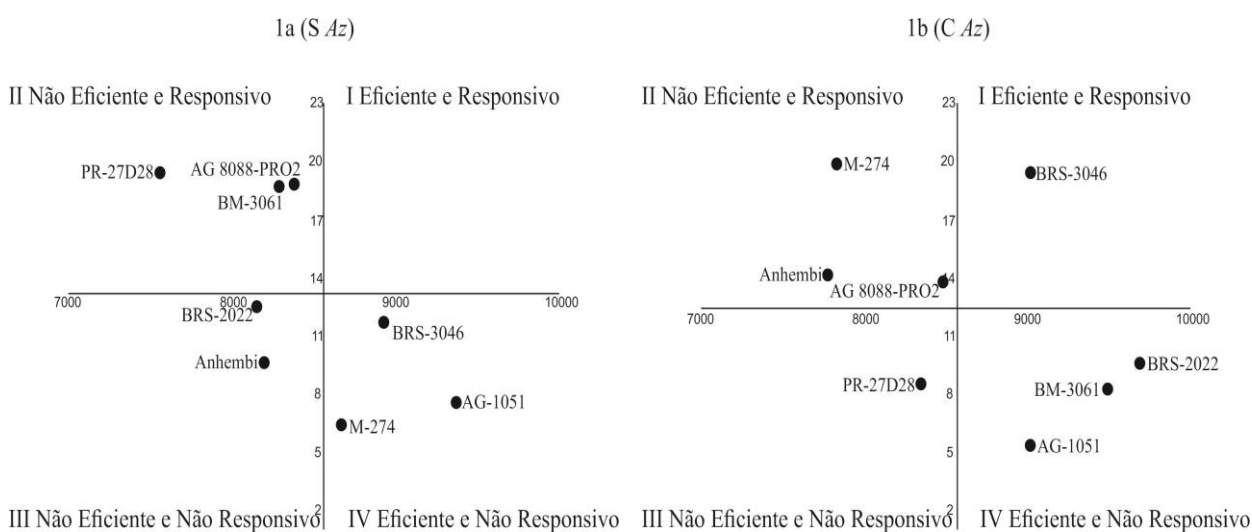 1a (S Az)
II Não Eficiente e Responsivo
I Eficiente e Responsivo
23
PR-27D28
AG 8088-PRO2
BM-3061
20
17
14
7000
8000
9000
10000
BRS-2022
BRS-3046
11
Anhembi
8
AG-1051
M-274
5
2
III Não Eficiente e Não Responsivo
IV Eficiente e Não Responsivo
1b (C Az)
II Não Eficiente e Responsivo
I Eficiente e Responsivo
23
M-274
20
BRS-3046
17
Anhembi
14
AG 8088-PRO2
7000
8000
9000
10000
11
BRS-2022
PR-27D28
8
BM-3061
5
AG-1051
2
III Não Eficiente e Não Responsivo
IV Eficiente e Não Responsivo